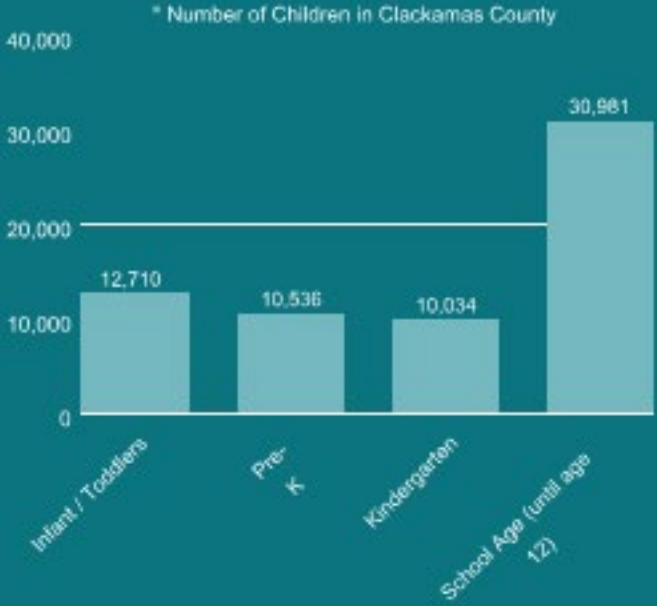 * Number of Children in Clackamas County
40,000
30,000
20,000
10,000
0
12,710
10,536
10,034
30,981
Infant / Toddlers
Pre-
K
Kindergarten
School Age (until age
12)